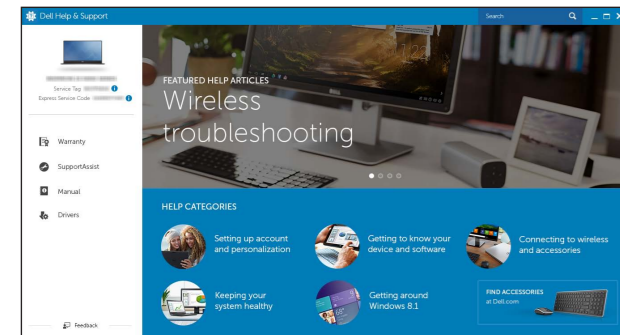 Dell Help & Support
Search
Service Tag
Express Service Code
Warranty
SupportAssist
Manual
Drivers
Feedback
FEATURED HELP ARTICLES
Wireless
troubleshooting
HELP CATEGORIES
Setting up account
and personalization
Getting to know your
device and software
Connecting to wireless
and accessories
Keeping your
system healthy
Getting around
Windows 8.1
FIND ACCESSORIES
at Dell.com